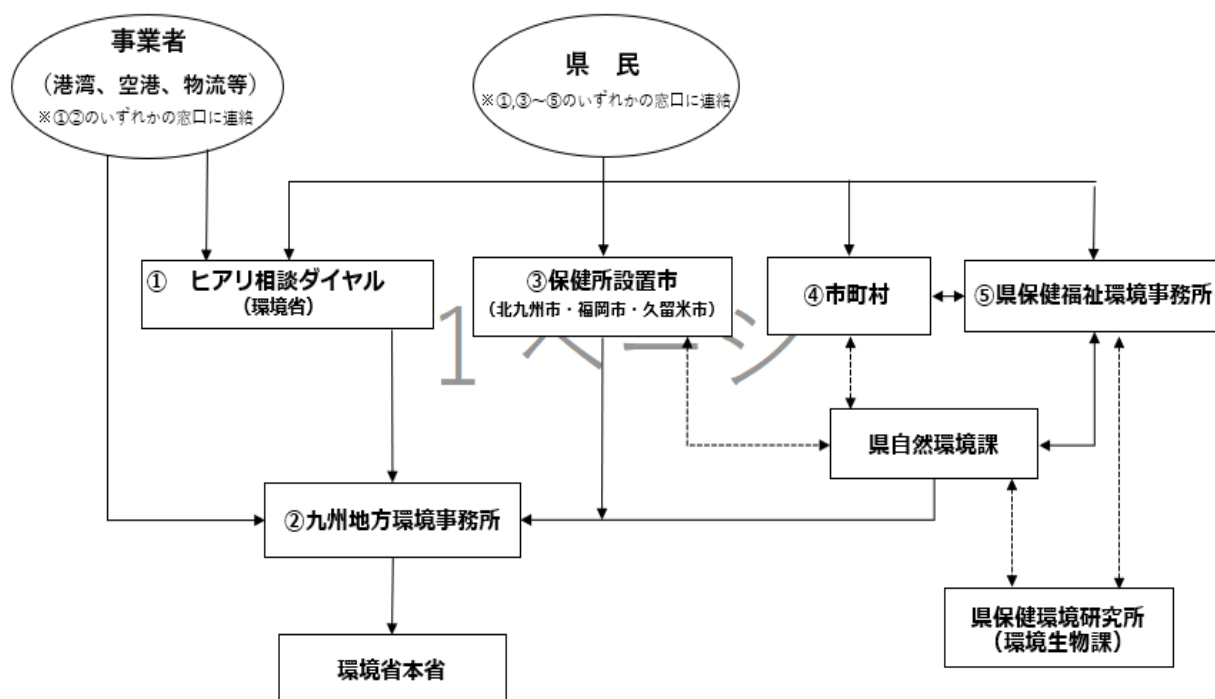 事業者
（港湾、空港、物流等）
※①②のいずれかの窓口に連絡
県　民
※①,③～⑤のいずれかの窓口に連絡
①　ヒアリ相談ダイヤル
（環境省）
③保健所設置市
（北九州市・福岡市・久留米市）
④市町村
⑤県保健福祉環境事務所
1 ページ
県自然環境課
②九州地方環境事務所
県保健環境研究所
（環境生物課）
環境省本省